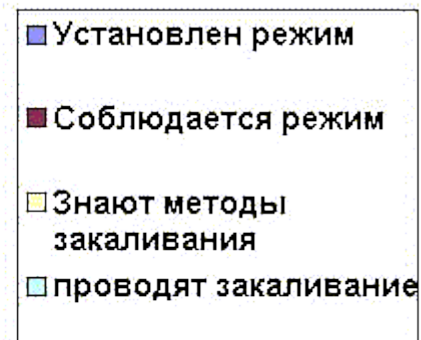 Установлен режим
Соблюдается режим
Знают методы
закаливания
проводят закаливание